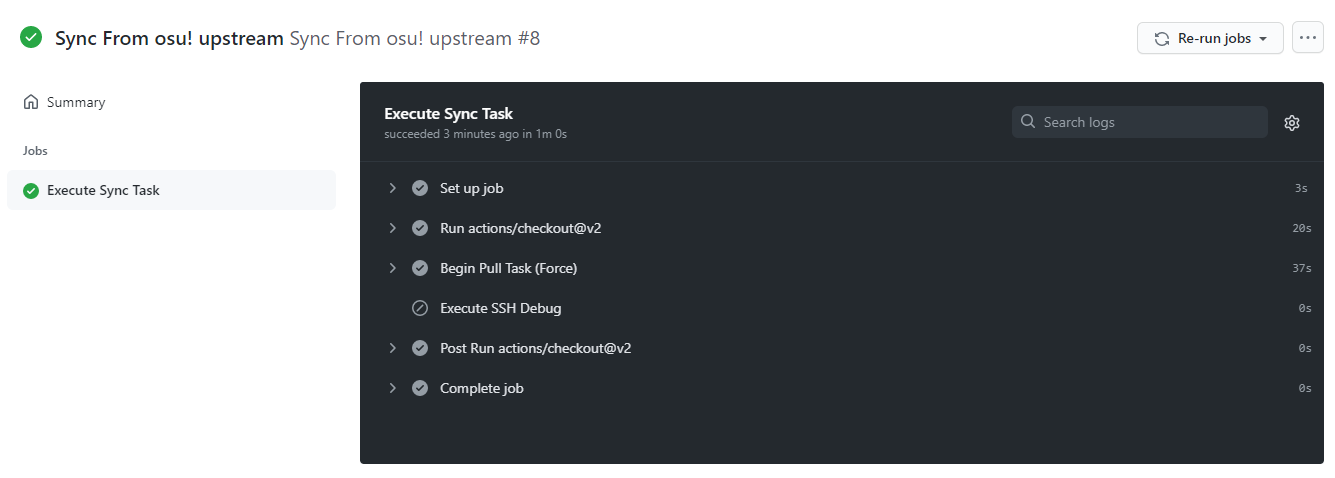 Sync From osu! upstream Sync From osu! upstream #8
Re-run jobs
Summary
Jobs
Execute Sync Task
Execute Sync Task
succeeded 3 minutes ago in 1m 0s
Search logs
Set up job 3s
Run actions/checkout@v2 20s
Begin Pull Task (Force) 37s
Execute SSH Debug 0s
Post Run actions/checkout@v2 0s
Complete job 0s